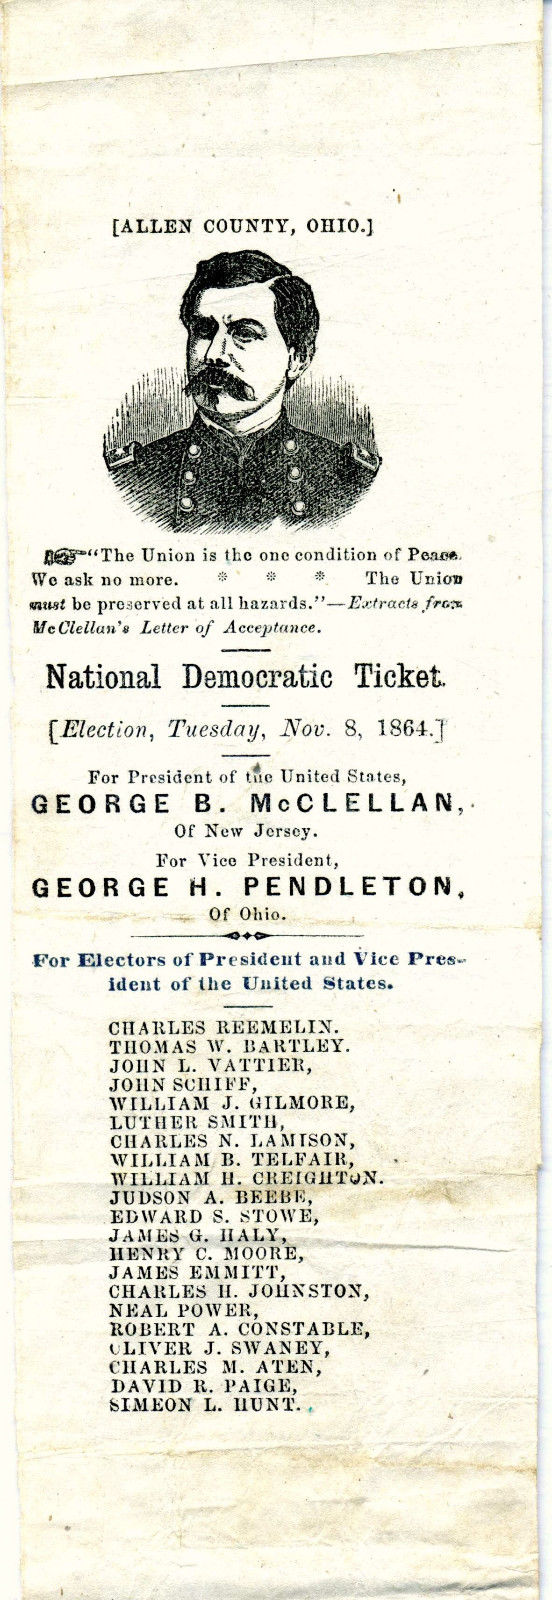 [ALLEN COUNTY, OHIO.]
☞"The Union is the one condition of Peace.
We ask no more. * * * The Union
must be preserved at all hazards."—Extracts from
McClellan's Letter of Acceptance.
National Democratic Ticket.
[Election, Tuesday, Nov. 8, 1864.]
For President of the United States,
GEORGE B. McCLELLAN,
Of New Jersey.
For Vice President,
GEORGE H. PENDLETON,
Of Ohio.
For Electors of President and Vice Pres-
ident of the United States.
CHARLES REEMELIN.
THOMAS W. BARTLEY.
JOHN L. VATTIER,
JOHN SCHIFF,
WILLIAM J. GILMORE,
LUTHER SMITH,
CHARLES N. LAMISON,
WILLIAM B. TELFAIR,
WILLIAM H. CREIGHTON.
JUDSON A. BEEBE,
EDWARD S. STOWE,
JAMES G. HALY,
HENRY C. MOORE,
JAMES EMMITT,
CHARLES H. JOHNSTON,
NEAL POWER,
ROBERT A. CONSTABLE,
OLIVER J. SWANEY,
CHARLES M. ATEN,
DAVID R. PAIGE,
SIMEON L. HUNT.